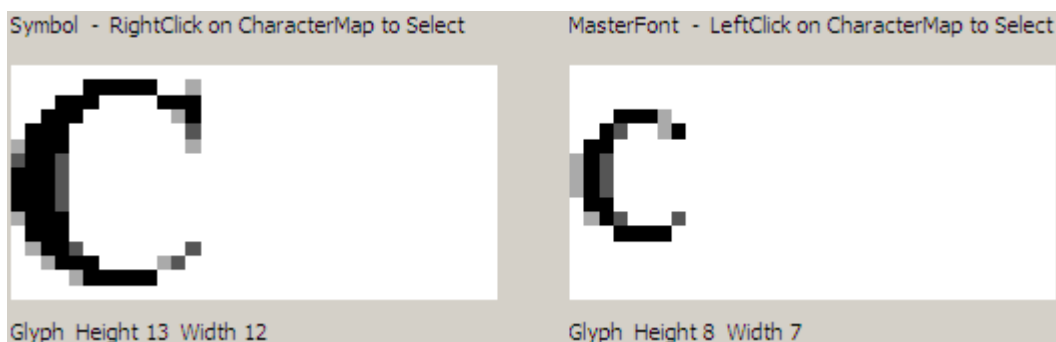 Symbol - RightClick on CharacterMap to Select
MasterFont - LeftClick on CharacterMap to Select
C
c
Glyph Height 13 Width 12
Glyph Height 8 Width 7